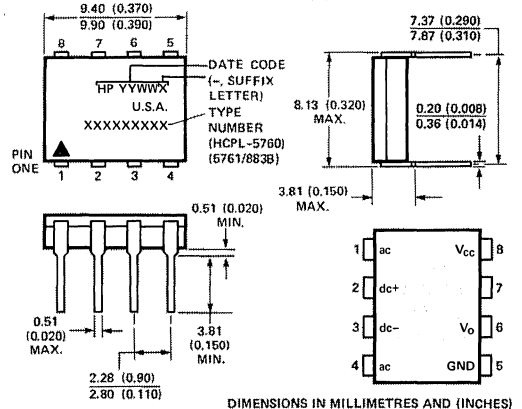 9.40 (0.370)
9.90 (0.390)
8 7 6 5
HP YYWWX
U.S.A.
XXXXXXXXX
PIN
ONE
1 2 3 4
DATE CODE
(–, SUFFIX
LETTER)
TYPE
NUMBER
(HCPL-5760)
(5761/883B)
7.37 (0.290)
7.87 (0.310)
8.13 (0.320)
MAX.
0.20 (0.008)
0.36 (0.014)
3.81 (0.150)
MAX.
0.51 (0.020)
MIN.
0.51
(0.020)
MAX.
3.81
(0.150)
MIN.
2.28 (0.90)
2.80 (0.110)
1 ac VCC 8
2 dc+ 7
3 dc– VO 6
4 ac GND 5
DIMENSIONS IN MILLIMETRES AND (INCHES)